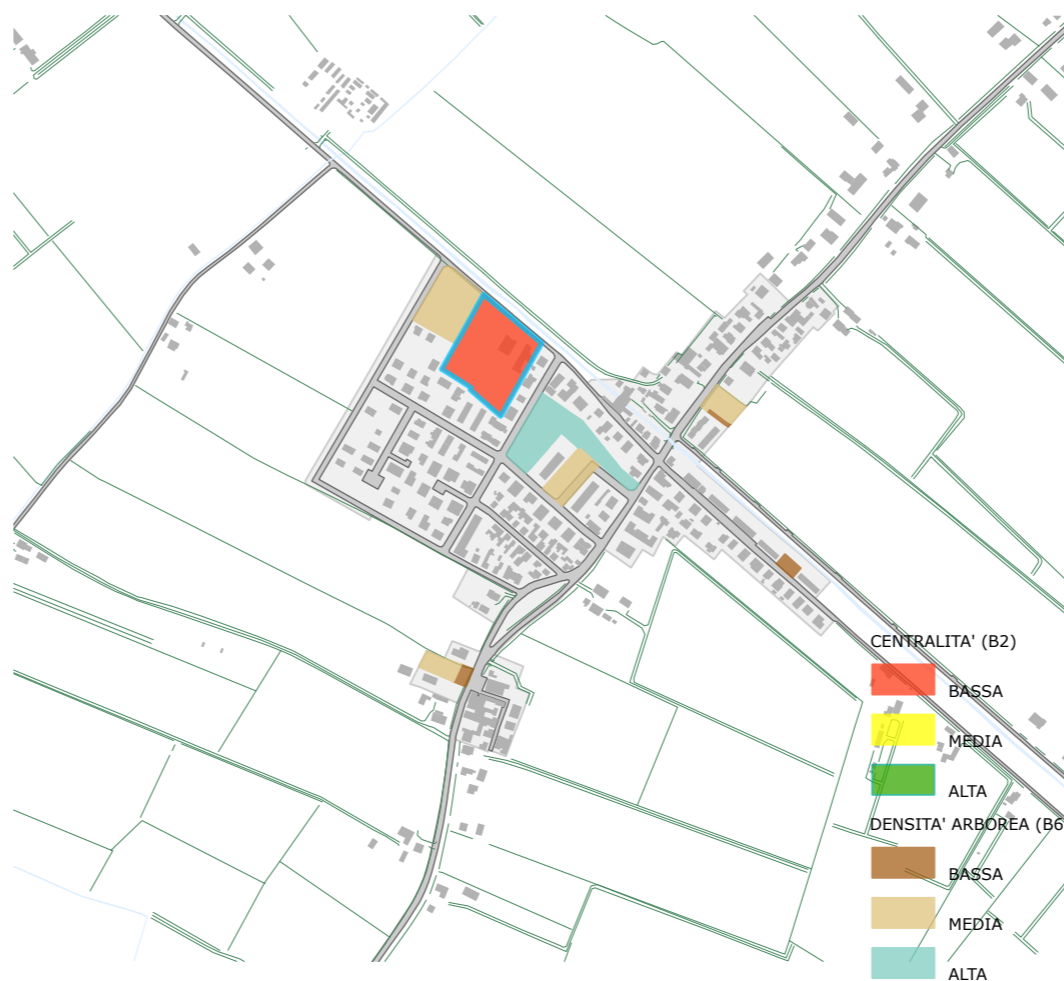 CENTRALITA' (B2)
BASSA
MEDIA
ALTA
DENSITA' ARBOREA (B6
BASSA
MEDIA
ALTA